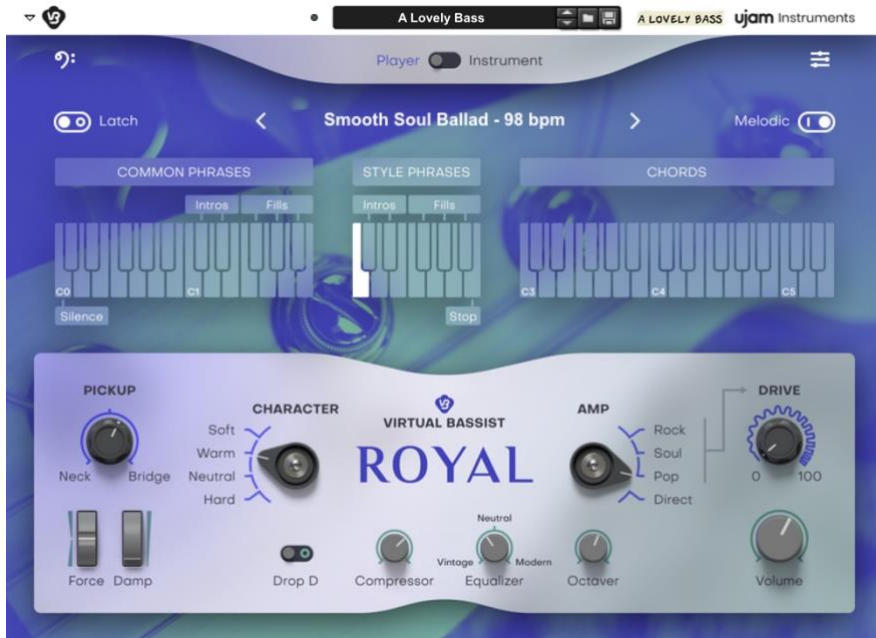 A Lovely Bass
A LOVELY BASS
ujam Instruments
Player Instrument
Latch
Smooth Soul Ballad - 98 bpm
Melodic
COMMON PHRASES
STYLE PHRASES
CHORDS
Intros Fills
Intros Fills
C0 C1
C3 C4 C5
Silence
Stop
PICKUP
Neck Bridge
CHARACTER
Soft
Warm
Neutral
Hard
VB
VIRTUAL BASSIST
ROYAL
AMP
Rock
Soul
Pop
Direct
DRIVE
0 100
Force Damp
Drop D
Compressor
Neutral
Vintage Modern
Equalizer
Octaver
Volume